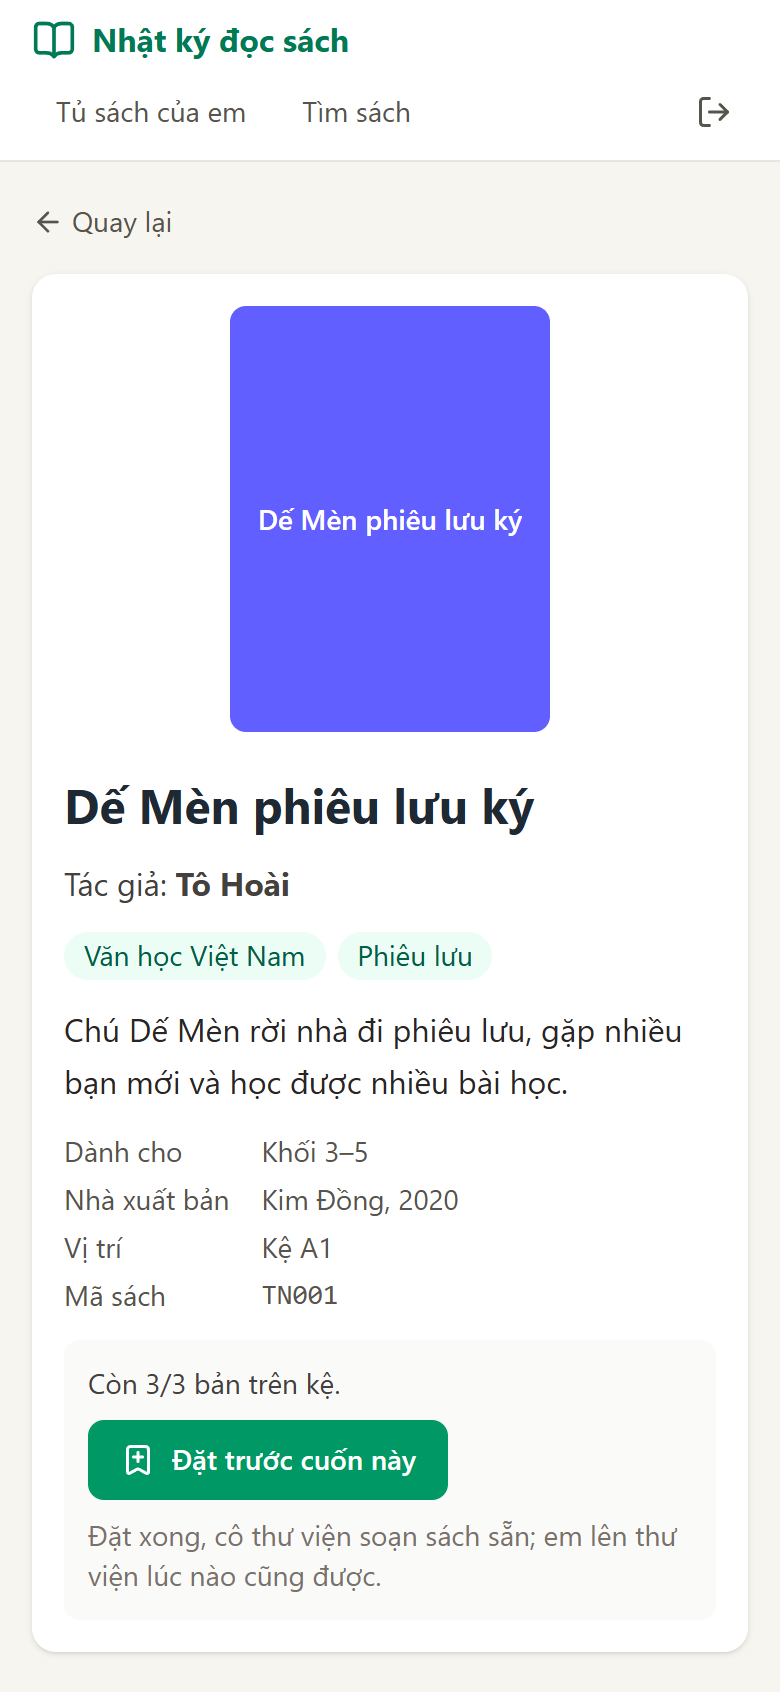 Nhật ký đọc sách
Tủ sách của em Tìm sách
Quay lại
Dế Mèn phiêu lưu ký
Dế Mèn phiêu lưu ký
Tác giả: Tô Hoài
Văn học Việt Nam Phiêu lưu
Chú Dế Mèn rời nhà đi phiêu lưu, gặp nhiều
bạn mới và học được nhiều bài học.
Dành cho Khối 3–5
Nhà xuất bản Kim Đồng, 2020
Vị trí Kệ A1
Mã sách TN001
Còn 3/3 bản trên kệ.
Đặt trước cuốn này
Đặt xong, cô thư viện soạn sách sẵn; em lên thư
viện lúc nào cũng được.